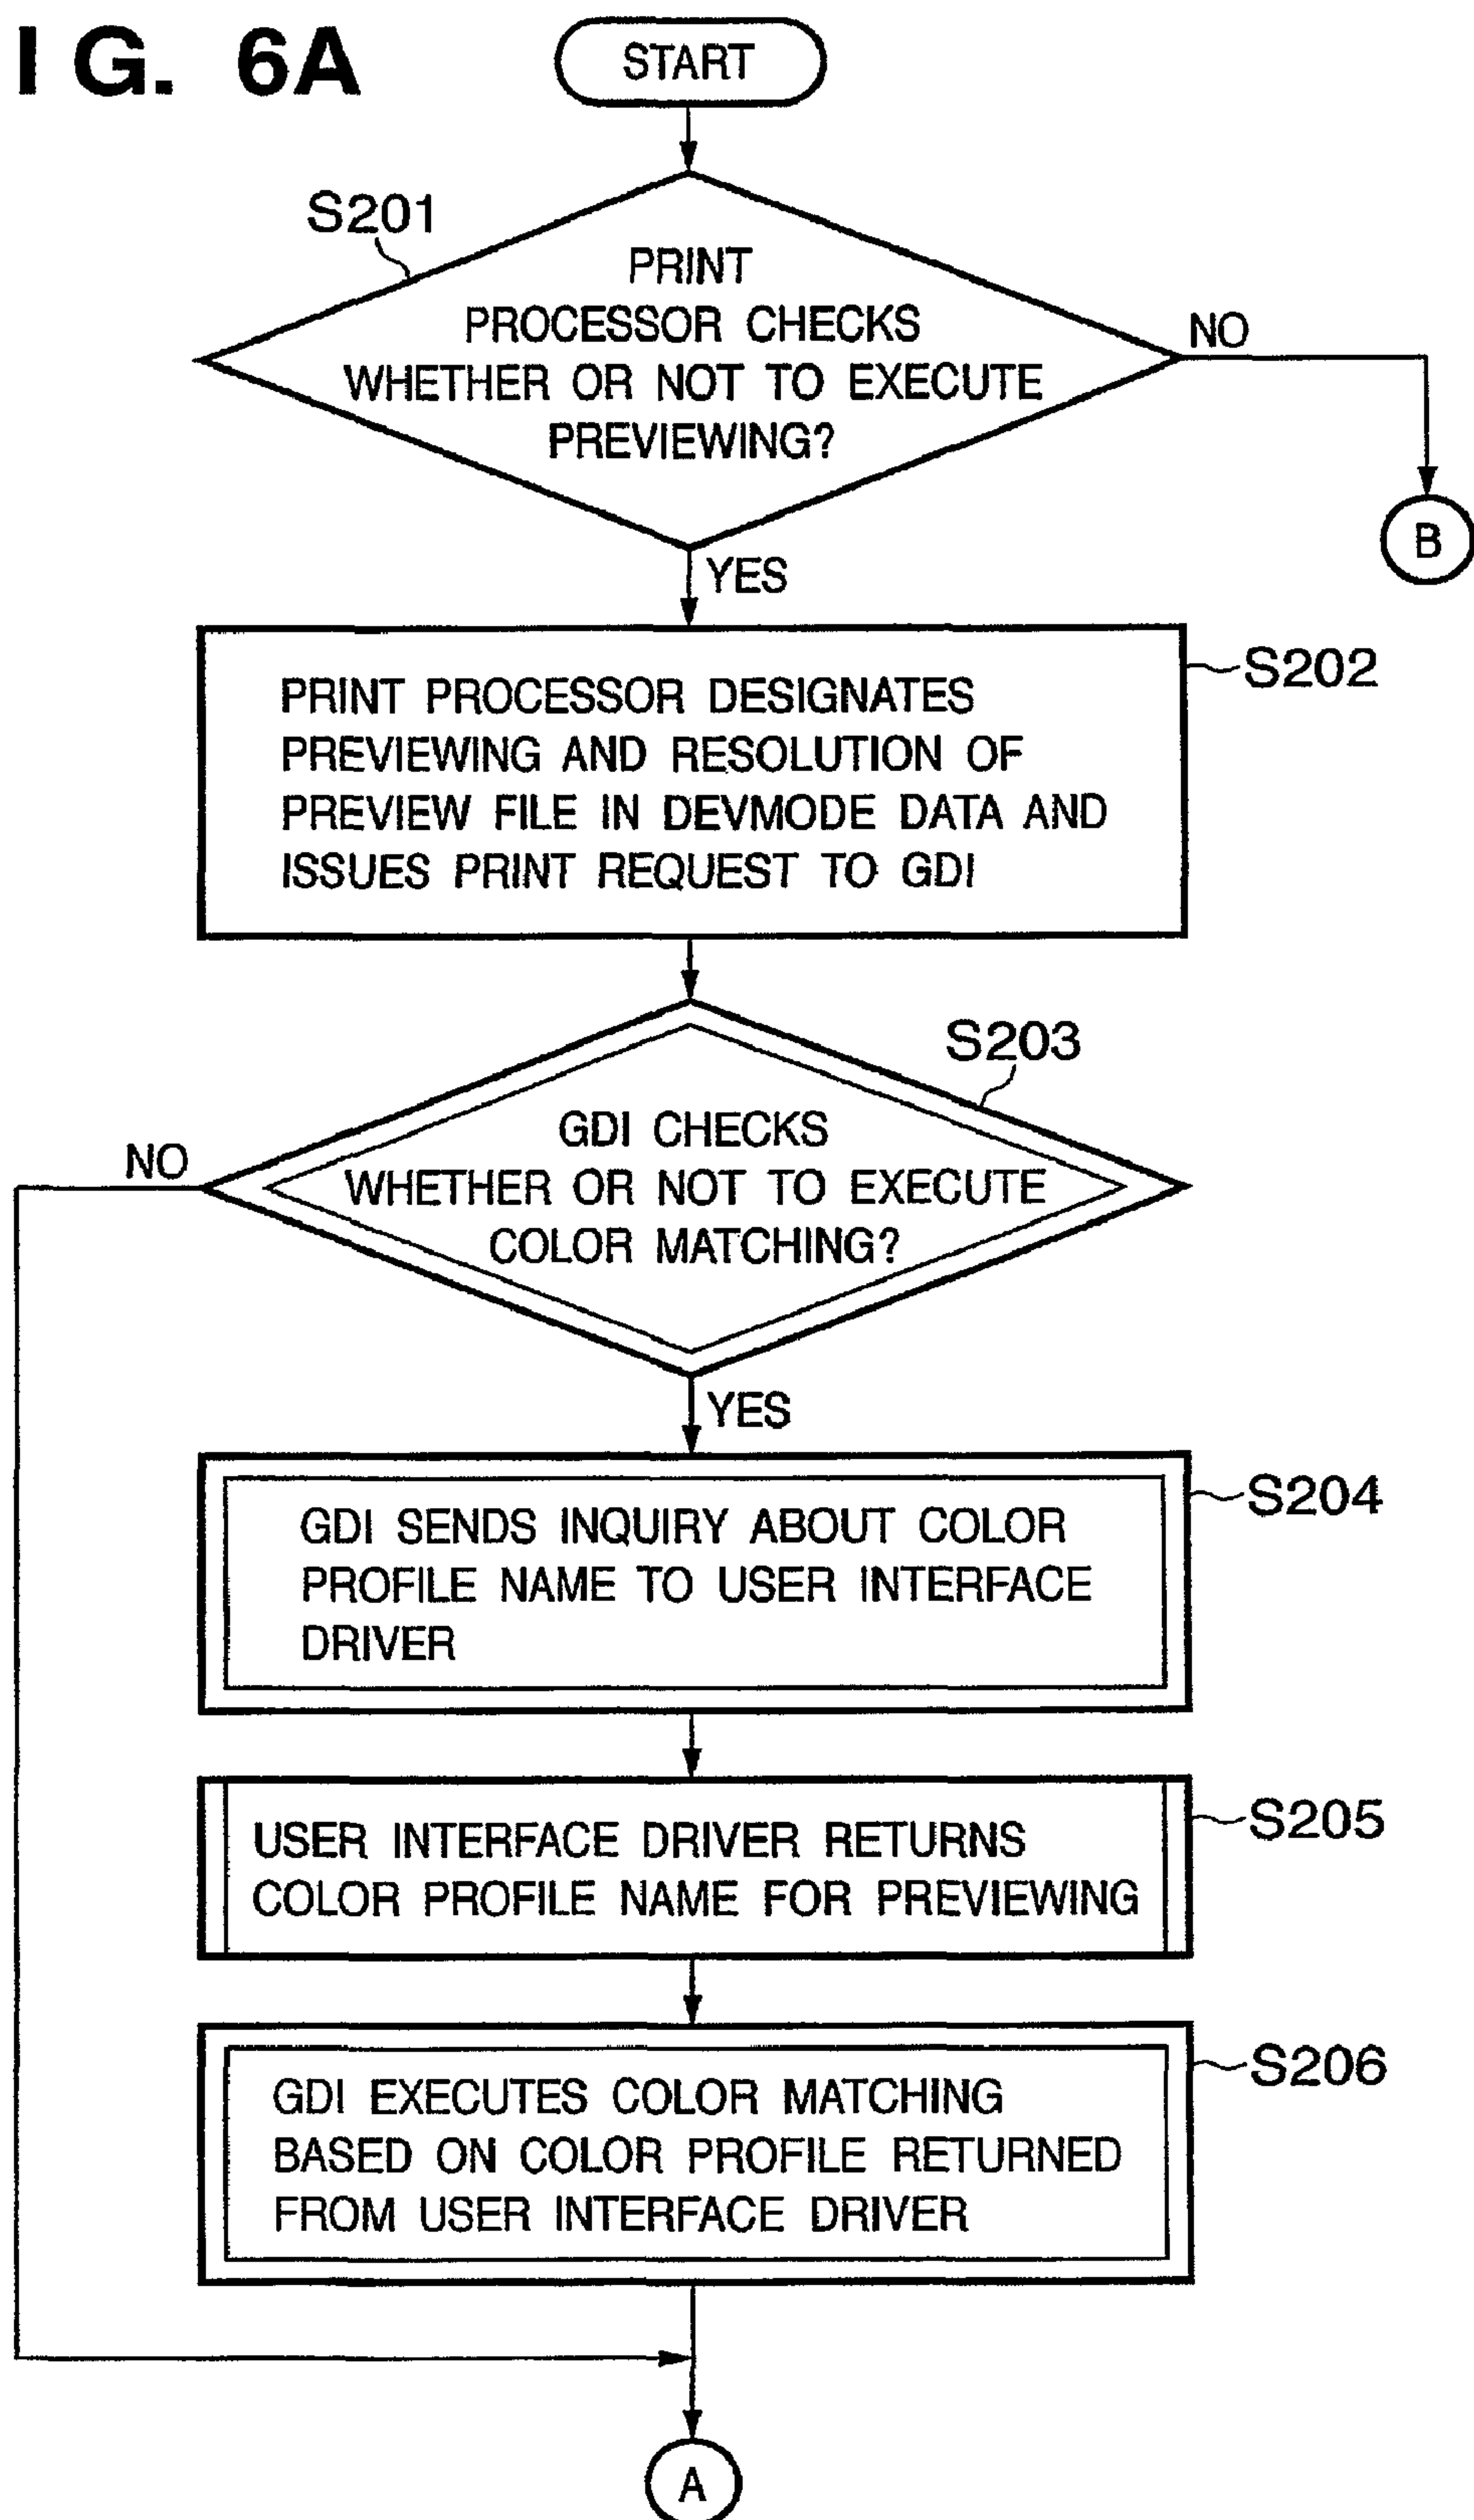 I G. 6A
START
S201
PRINT
PROCESSOR CHECKS
WHETHER OR NOT TO EXECUTE
PREVIEWING?
NO
B
YES
S202
PRINT PROCESSOR DESIGNATES
PREVIEWING AND RESOLUTION OF
PREVIEW FILE IN DEVMODE DATA AND
ISSUES PRINT REQUEST TO GDI
S203
GDI CHECKS
WHETHER OR NOT TO EXECUTE
COLOR MATCHING?
NO
YES
S204
GDI SENDS INQUIRY ABOUT COLOR
PROFILE NAME TO USER INTERFACE
DRIVER
S205
USER INTERFACE DRIVER RETURNS
COLOR PROFILE NAME FOR PREVIEWING
S206
GDI EXECUTES COLOR MATCHING
BASED ON COLOR PROFILE RETURNED
FROM USER INTERFACE DRIVER
A